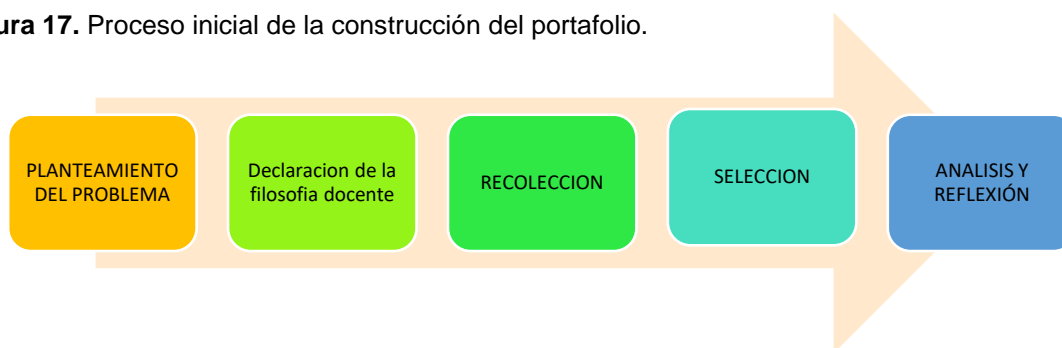 ura 17. Proceso inicial de la construcción del portafolio.
PLANTEAMIENTO
DEL PROBLEMA
Declaracion de la
filosofia docente
RECOLECCION
SELECCION
ANALISIS Y
REFLEXIÓN